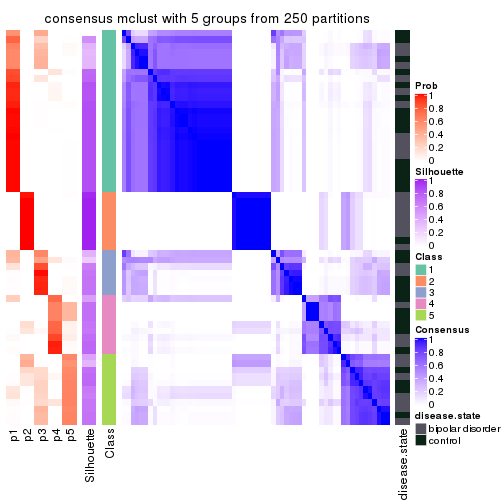 consensus mclust with 5 groups from 250 partitions
Prob
1
0.8
0.6
0.4
0.2
0
Silhouette
1
0.8
0.6
0.4
0.2
0
Class
1
2
3
4
5
Consensus
1
0.8
0.6
0.4
0.2
0
disease.state
bipolar disorder
control
p1
p2
p3
p4
p5
Silhouette
Class
disease.state